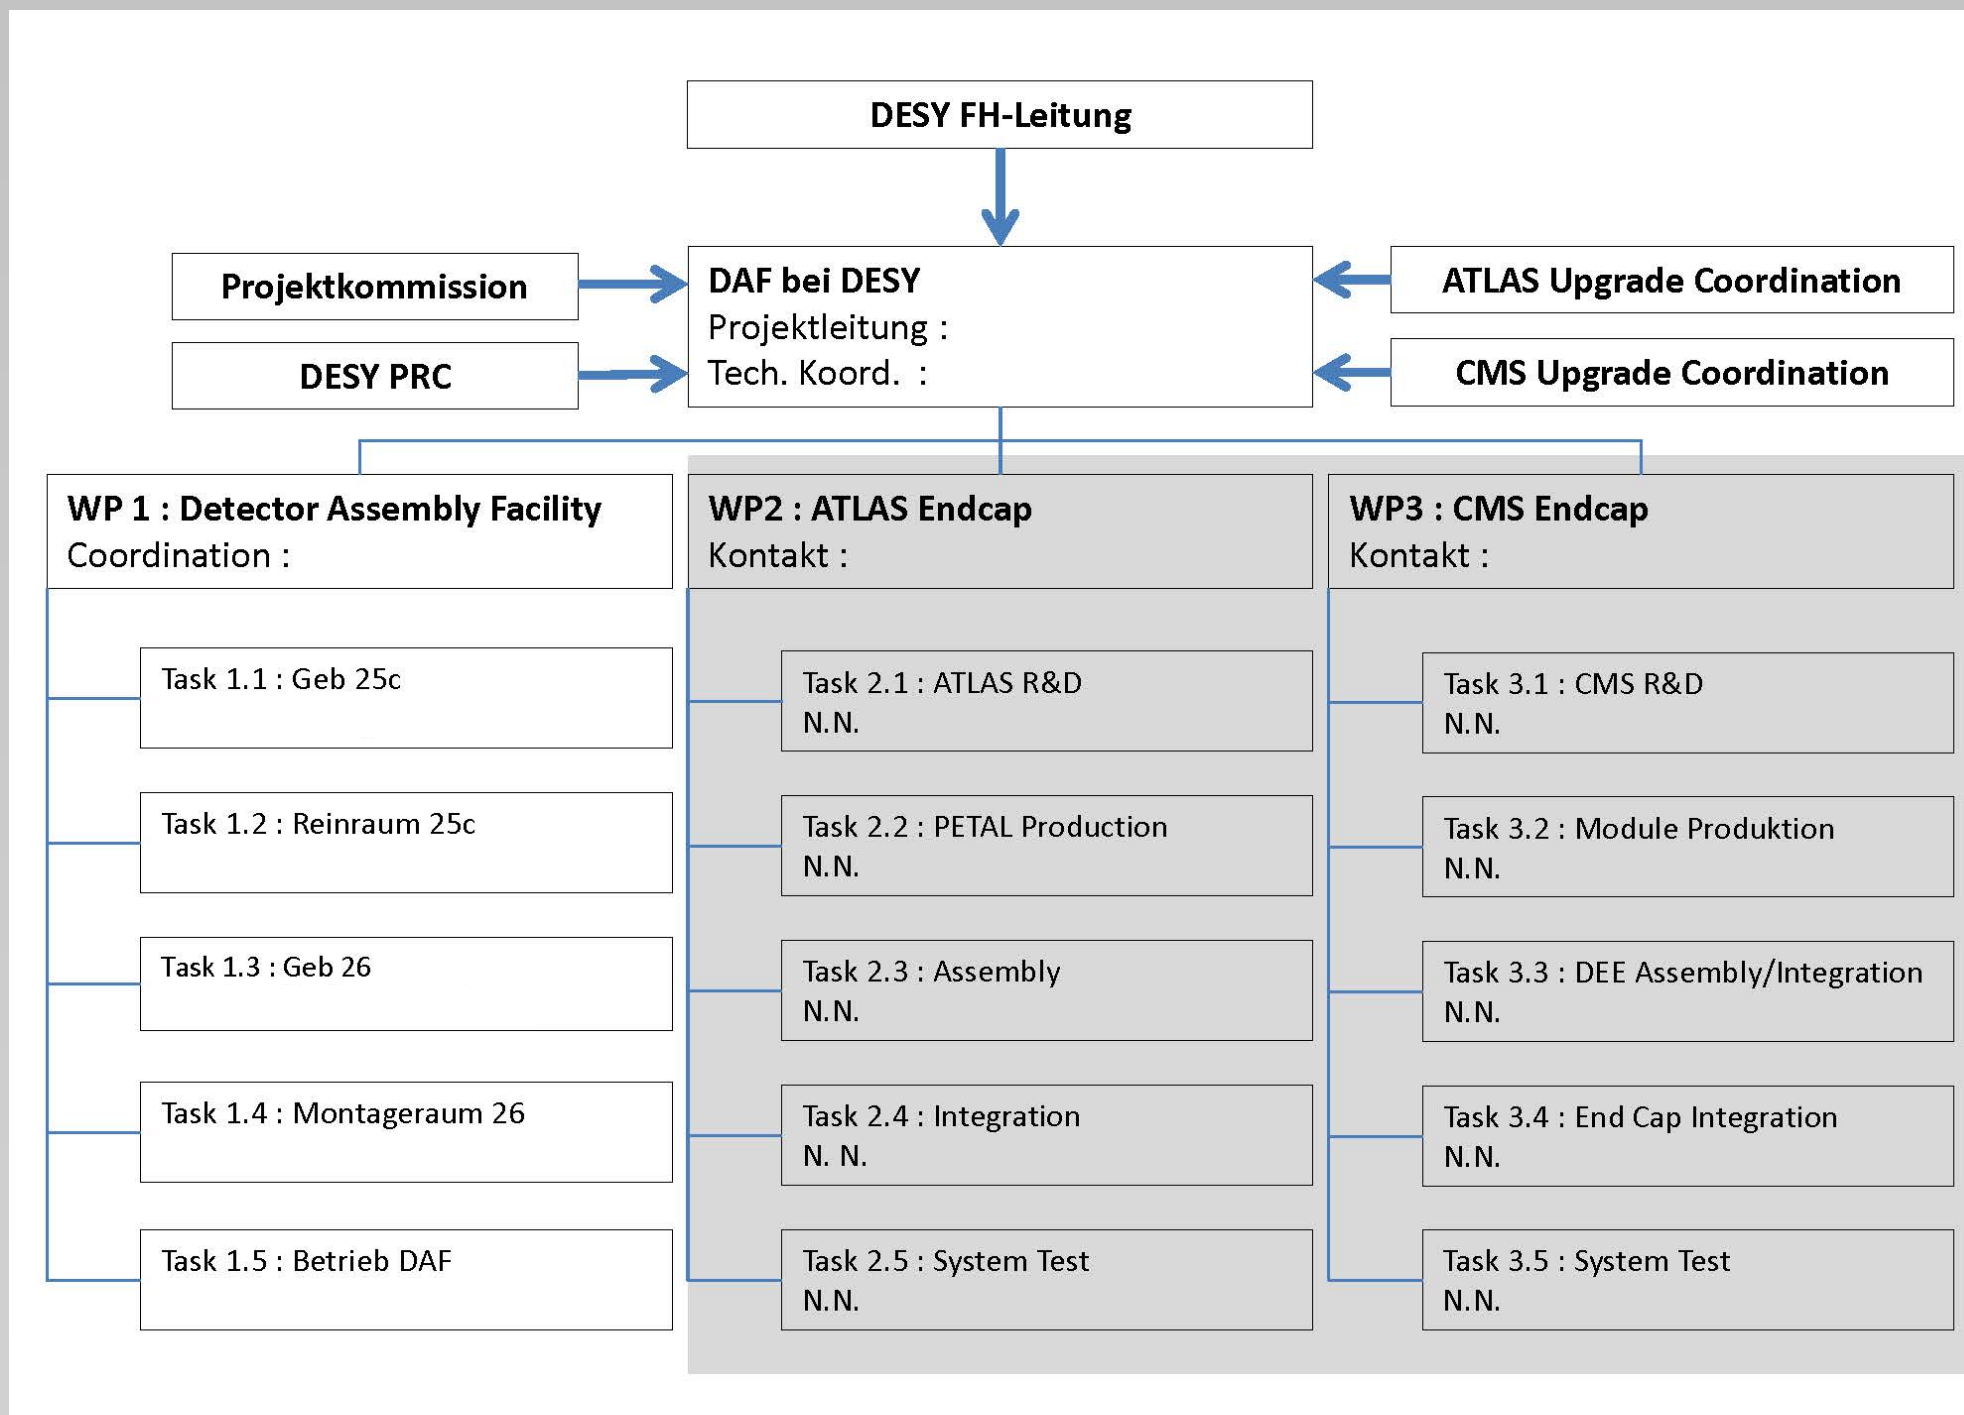 DESY FH-Leitung
Projektkommission
DESY PRC
DAF bei DESY
Projektleitung :
Tech. Koord.  :
ATLAS Upgrade Coordination
CMS Upgrade Coordination
WP 1 : Detector Assembly Facility
Coordination :
Task 1.1 : Geb 25c
Task 1.2 : Reinraum 25c
Task 1.3 : Geb 26
Task 1.4 : Montageraum 26
Task 1.5 : Betrieb DAF
WP2 : ATLAS Endcap
Kontakt :
Task 2.1 : ATLAS R&D
N.N.
Task 2.2 : PETAL Production
N.N.
Task 2.3 : Assembly
N.N.
Task 2.4 : Integration
N. N.
Task 2.5 : System Test
N.N.
WP3 : CMS Endcap
Kontakt :
Task 3.1 : CMS R&D
N.N.
Task 3.2 : Module Produktion
N.N.
Task 3.3 : DEE Assembly/Integration
N.N.
Task 3.4 : End Cap Integration
N.N.
Task 3.5 : System Test
N.N.